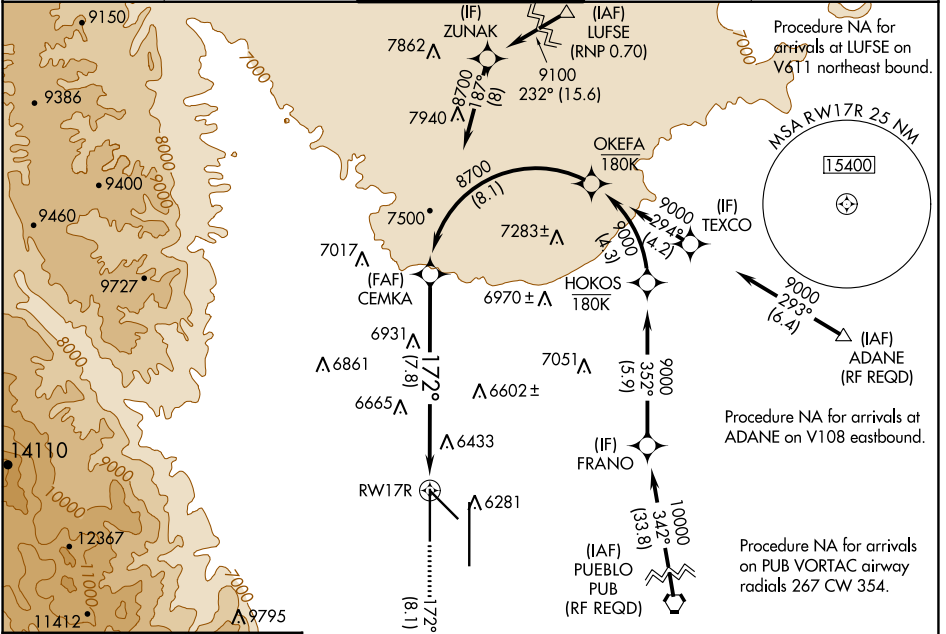 9150
(IF)
ZUNAK
(IAF)
LUFSE
(RNP 0.70)
Procedure NA for
arrivals at LUFSE on
V611 northeast bound.
7000
7000
7862
9100
232° (15.6)
8700
187°
(8)
9386
7940
8000
MSA RW17R 25 NM
15400
OKEFA
180K
8700
(8.1)
9400
9460
7500
7283±
9000
(4.3)
9000
294°
(4.2)
(IF)
TEXCO
7017
(FAF)
CEMKA
9727
6970±
HOKOS
180K
9000
293°
(6.4)
(IAF)
ADANE
(RF REQD)
8000
6931
172°
(7.8)
6861
7051
9000
352°
(5.9)
6602±
6665
Procedure NA for arrivals at
ADANE on V108 eastbound.
14110
9000
6433
(IF)
FRANO
RW17R
6281
10000
10000
342°
(33.8)
12367
(IAF)
PUEBLO
PUB
(RF REQD)
Procedure NA for arrivals
on PUB VORTAC airway
radials 267 CW 354.
11000
7000
172°
(8.1)
11412
9795